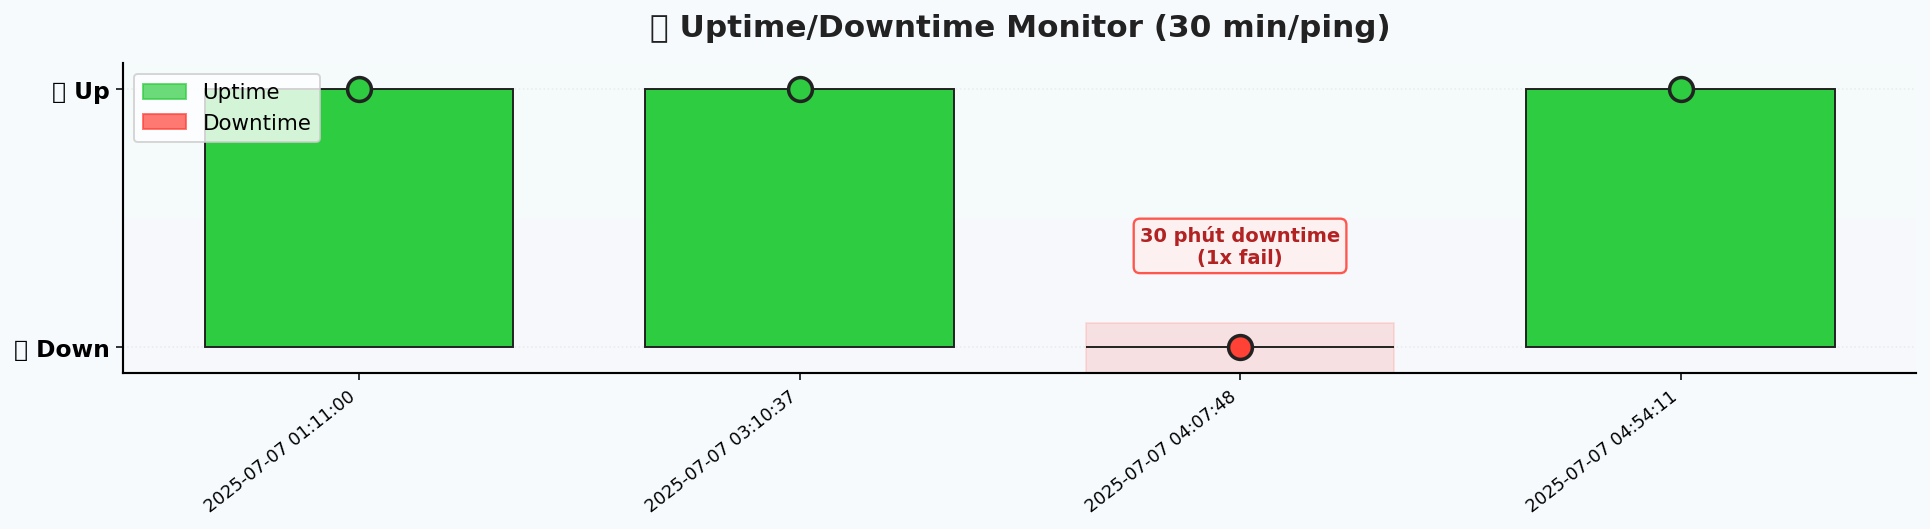 Uptime/Downtime Monitor (30 min/ping)
Up
Uptime
Downtime
30 phút downtime
(1x fail)
Down
2025-07-07 01:11:00
2025-07-07 03:10:37
2025-07-07 04:07:48
2025-07-07 04:54:11